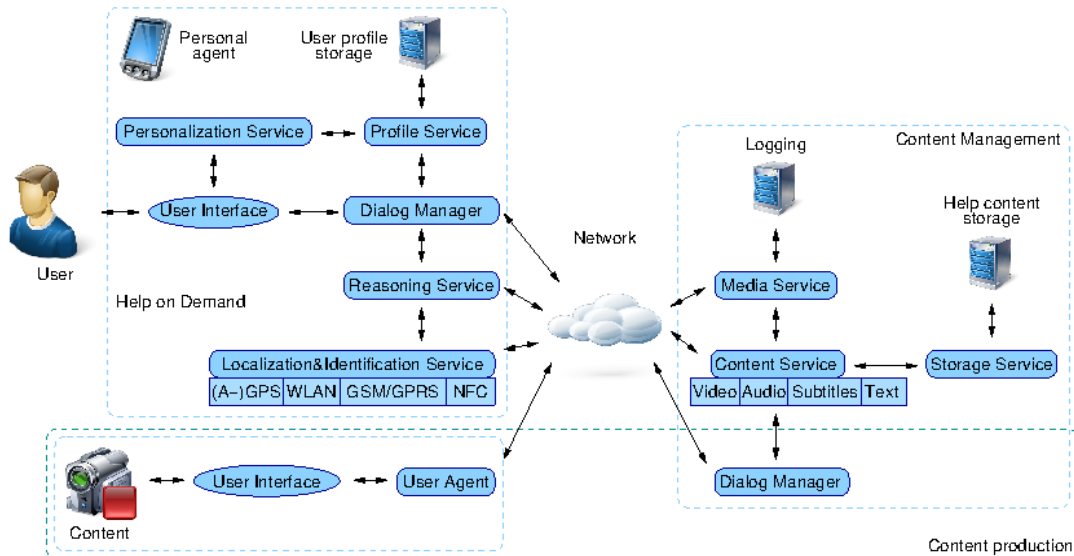 Personal
agent
User profile
storage
Personalization Service
Profile Service
User
User Interface
Dialog Manager
Reasoning Service
Help on Demand
Localization&Identification Service
(A-)GPS WLAN GSM/GPRS NFC
Network
Content Management
Logging
Help content
storage
Media Service
Content Service
Storage Service
Video Audio Subtitles Text
Content
User Interface
User Agent
Dialog Manager
Content production